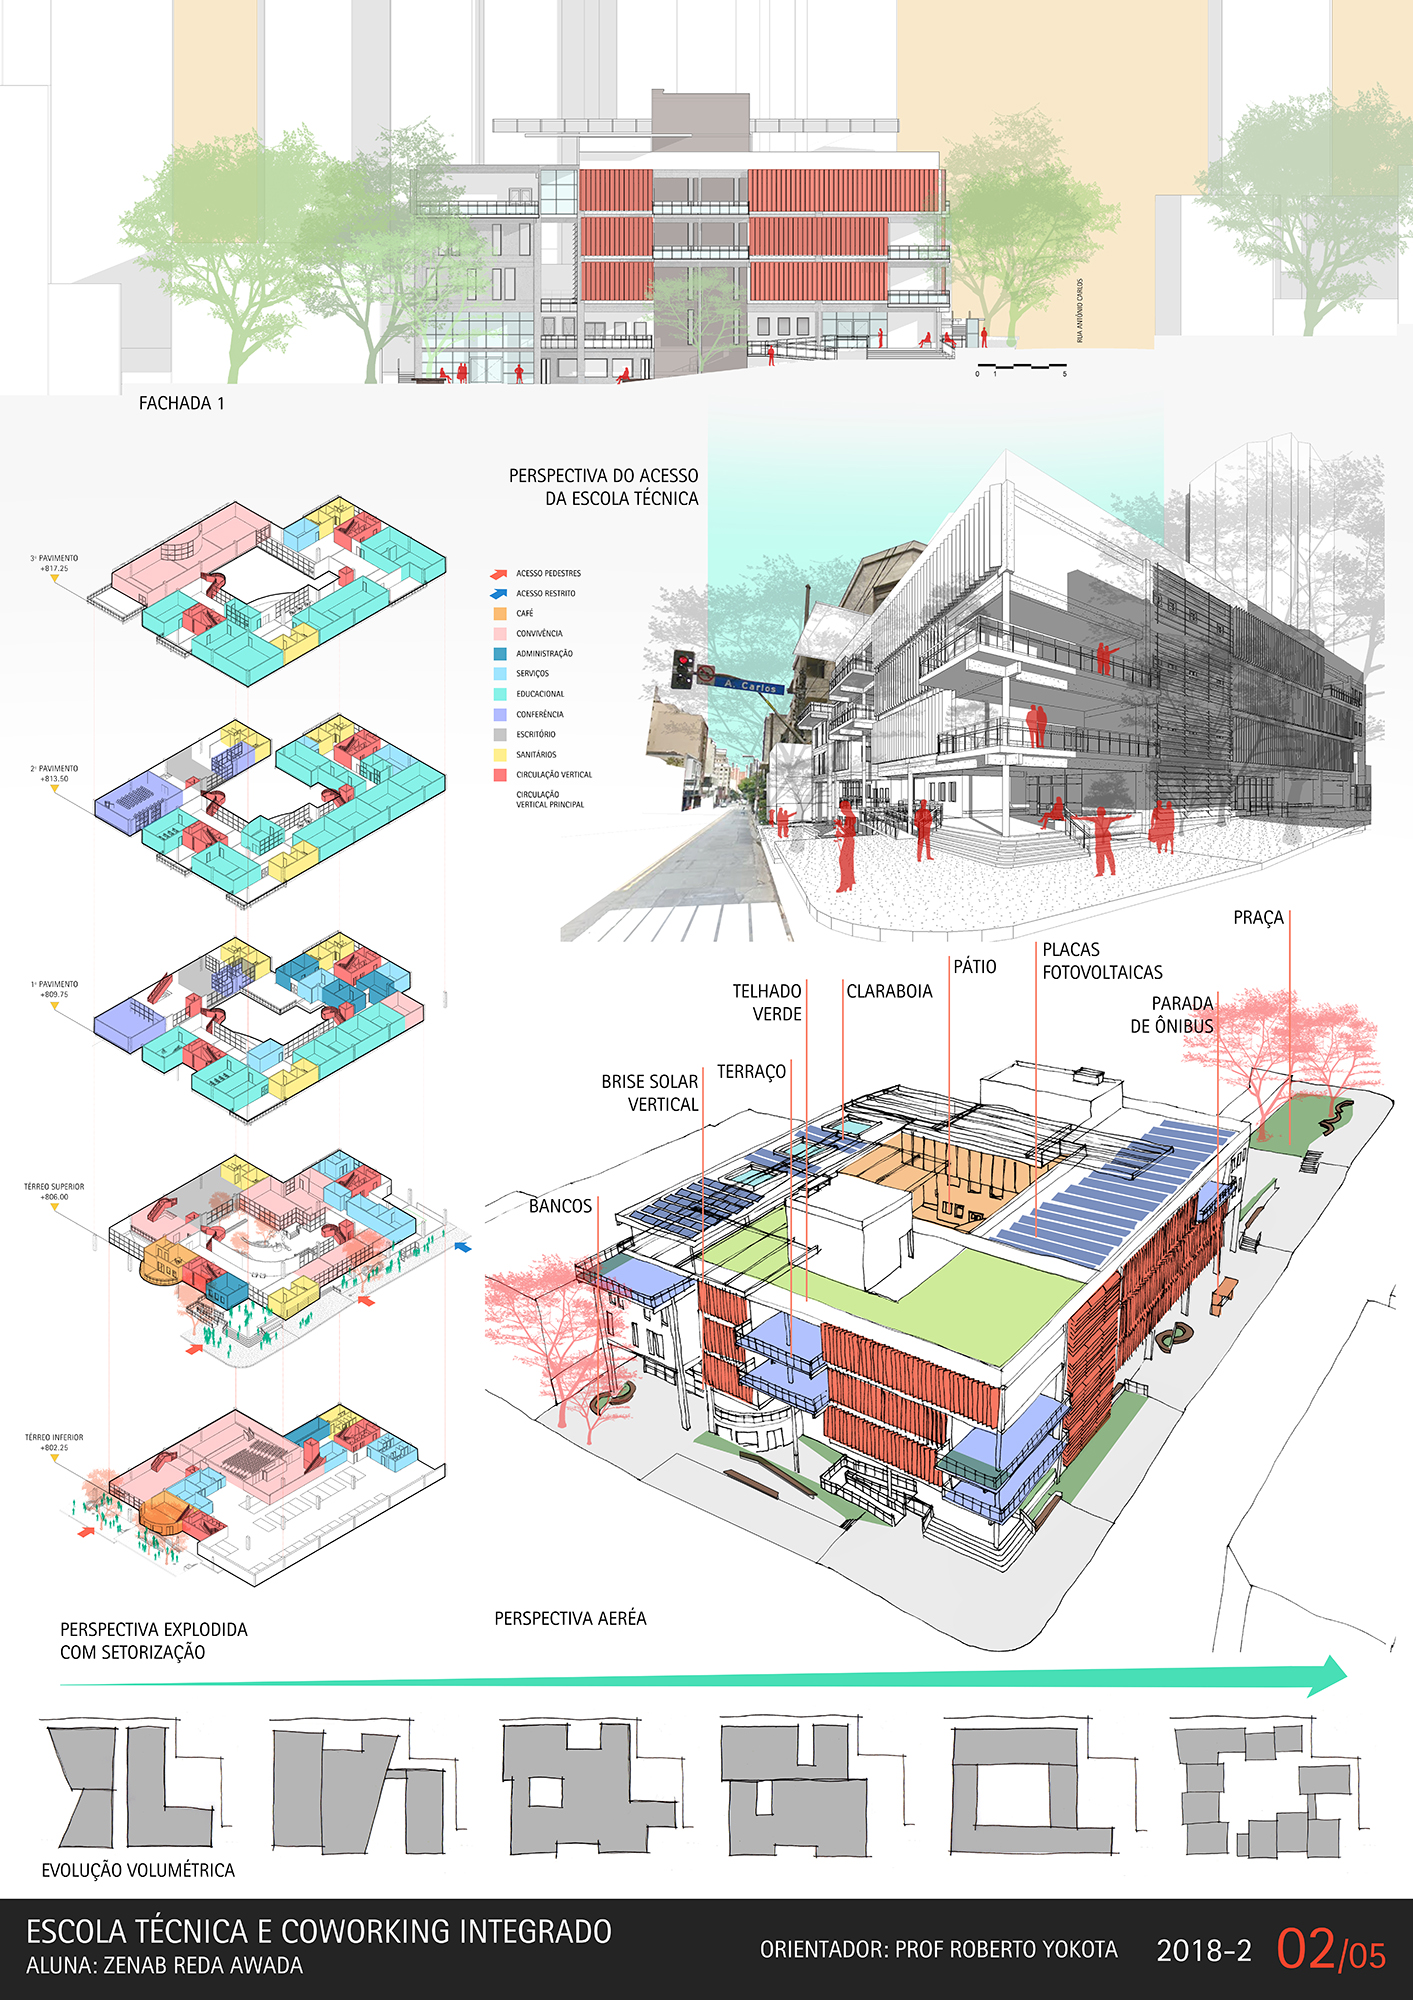 RUA ANTÔNIO CARLOS
0 1 5
FACHADA 1
PERSPECTIVA DO ACESSO
DA ESCOLA TÉCNICA
A. Carlos
3º PAVIMENTO
+817.25
2º PAVIMENTO
+813.50
1º PAVIMENTO
+809.75
TÉRREO SUPERIOR
+806.00
TÉRREO INFERIOR
+802.25
ACESSO PEDESTRES
ACESSO RESTRITO
CAFÉ
CONVIVÊNCIA
ADMINISTRAÇÃO
SERVIÇOS
EDUCACIONAL
CONFERÊNCIA
ESCRITÓRIO
SANITÁRIOS
CIRCULAÇÃO VERTICAL
CIRCULAÇÃO
VERTICAL PRINCIPAL
PERSPECTIVA EXPLODIDA
COM SETORIZAÇÃO
PRAÇA
PLACAS
FOTOVOLTAICAS
PÁTIO
PARADA
DE ÔNIBUS
CLARABOIA
TELHADO
VERDE
TERRAÇO
BRISE SOLAR
VERTICAL
BANCOS
PERSPECTIVA AERÉA
EVOLUÇÃO VOLUMÉTRICA
ESCOLA TÉCNICA E COWORKING INTEGRADO
ALUNA: ZENAB REDA AWADA
ORIENTADOR: PROF ROBERTO YOKOTA
2018-2
02/05